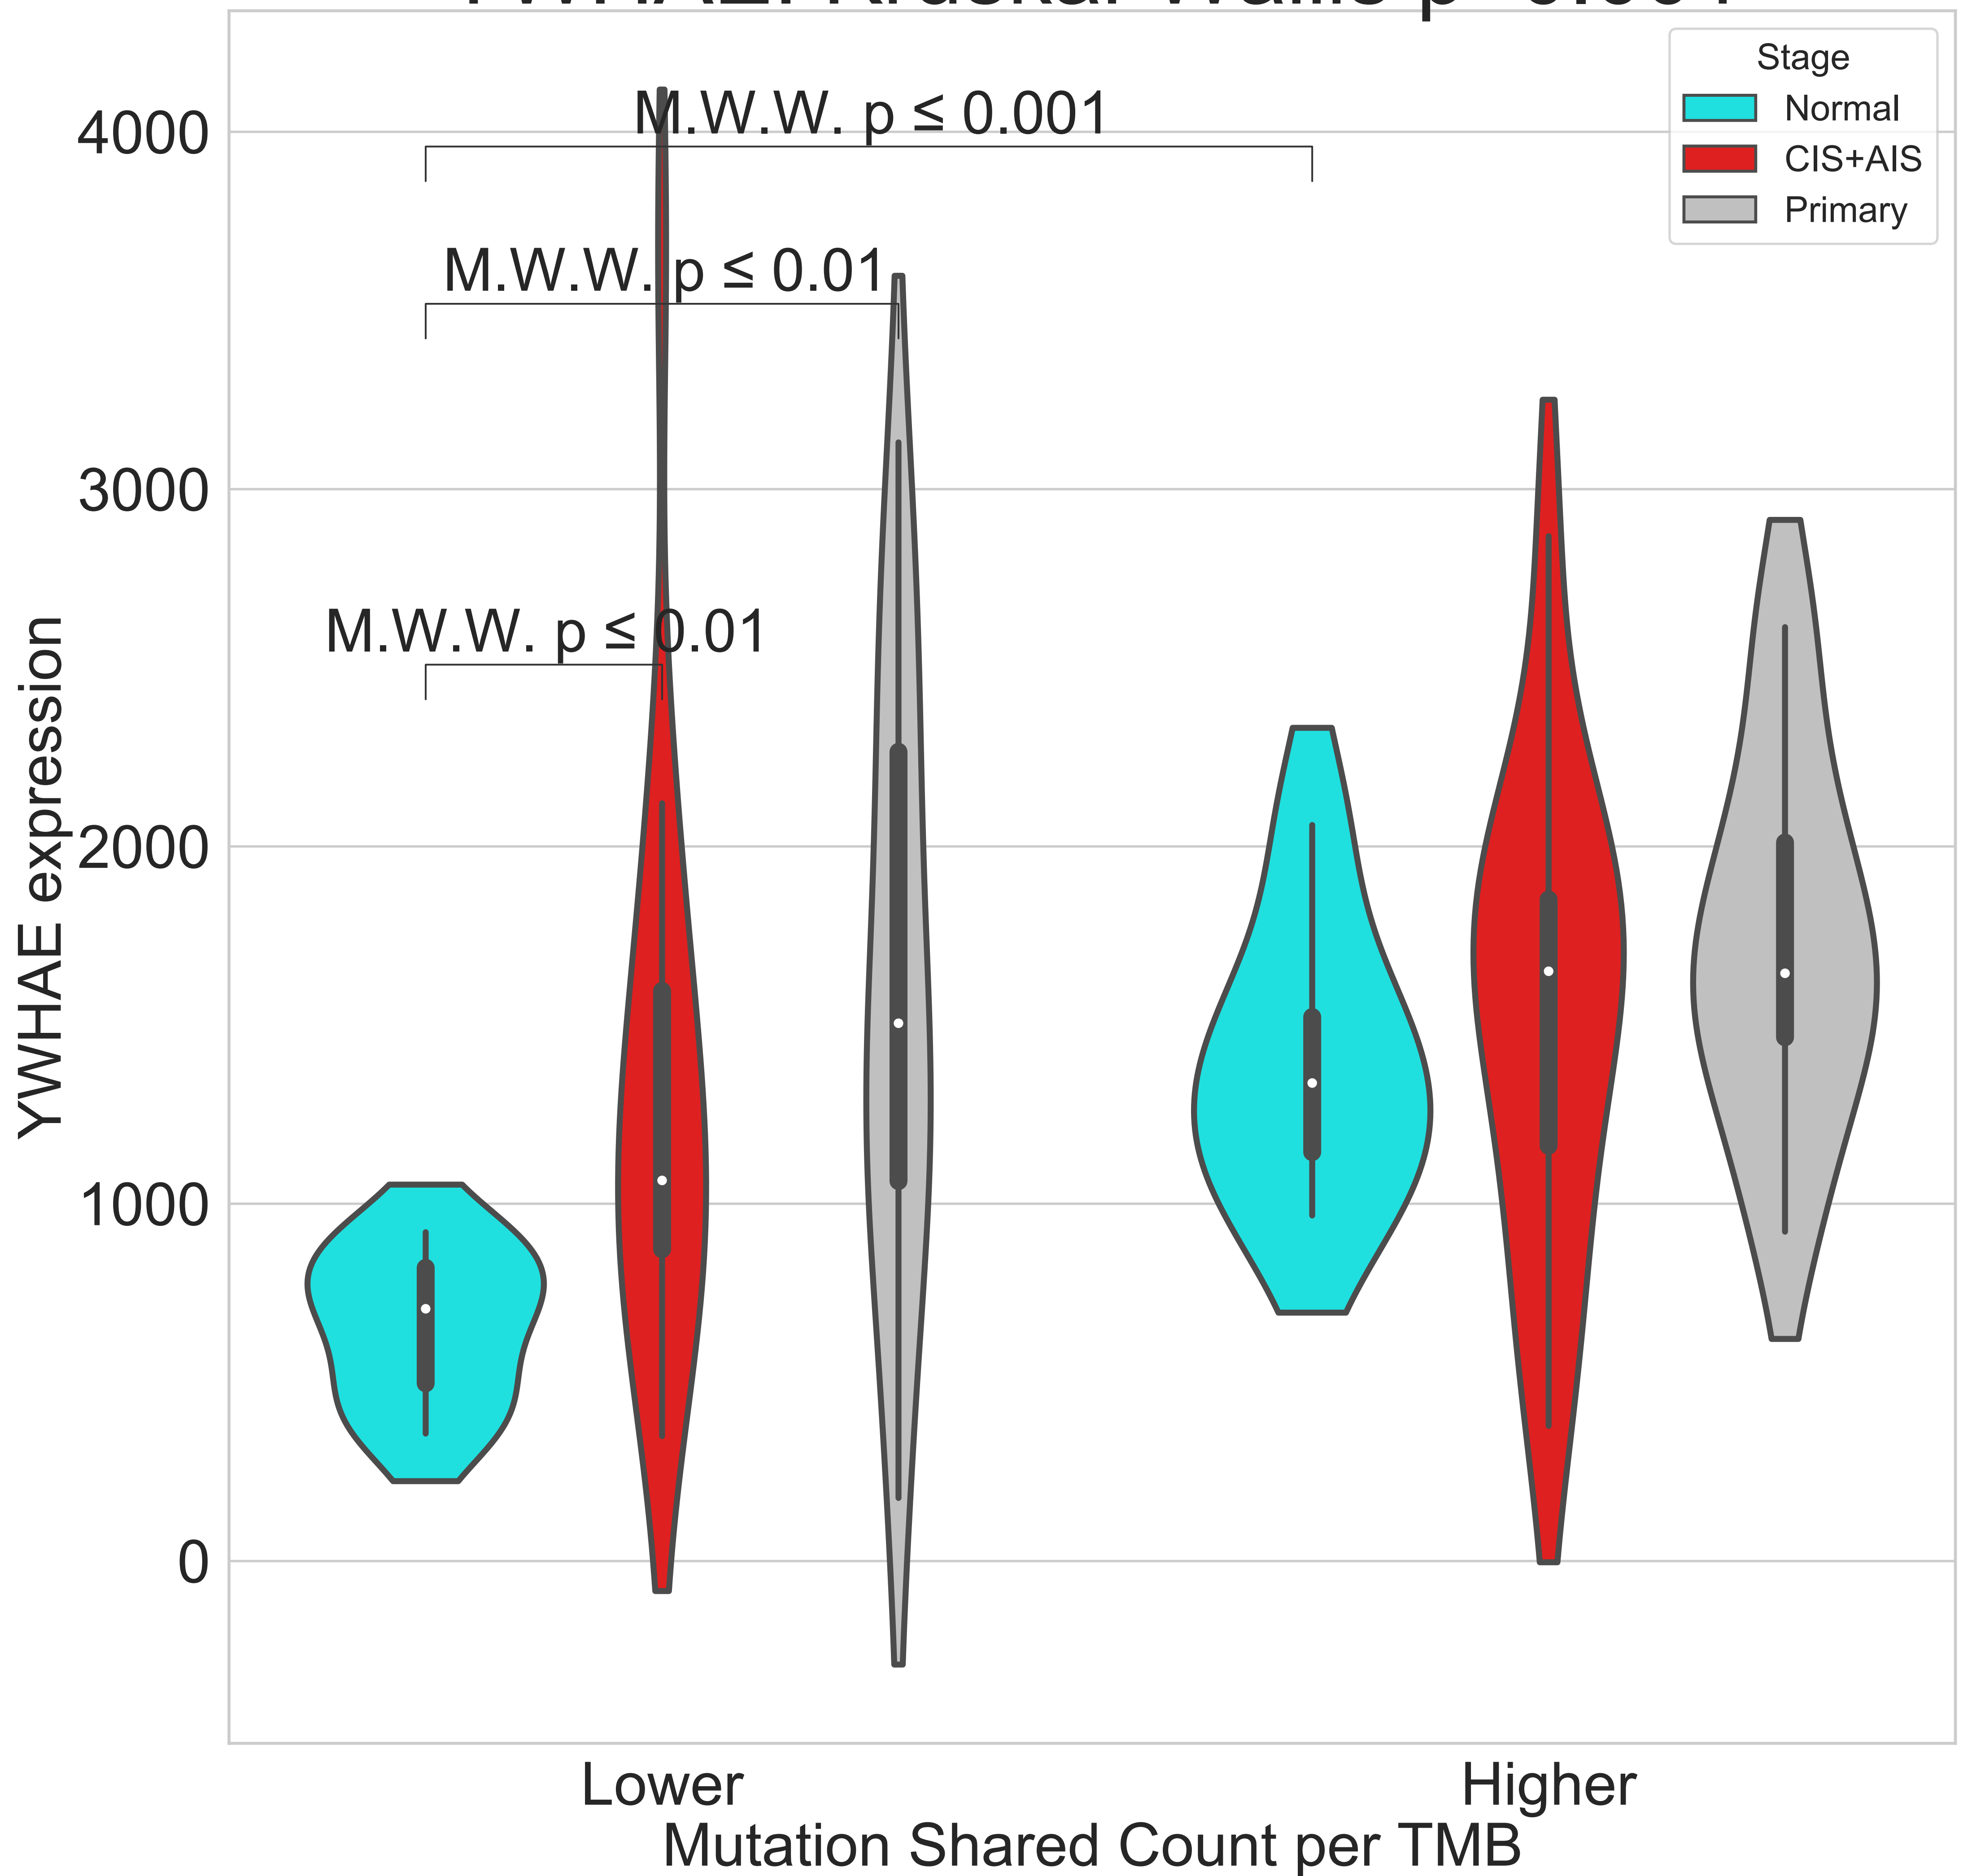 Stage
Normal
CIS+AIS
Primary
M.W.W. p ≤ 0.001
M.W.W. p ≤ 0.01
M.W.W. p ≤ 0.01
4000
3000
2000
1000
0
YWHAE expression
Lower
Higher
Mutation Shared Count per TMB